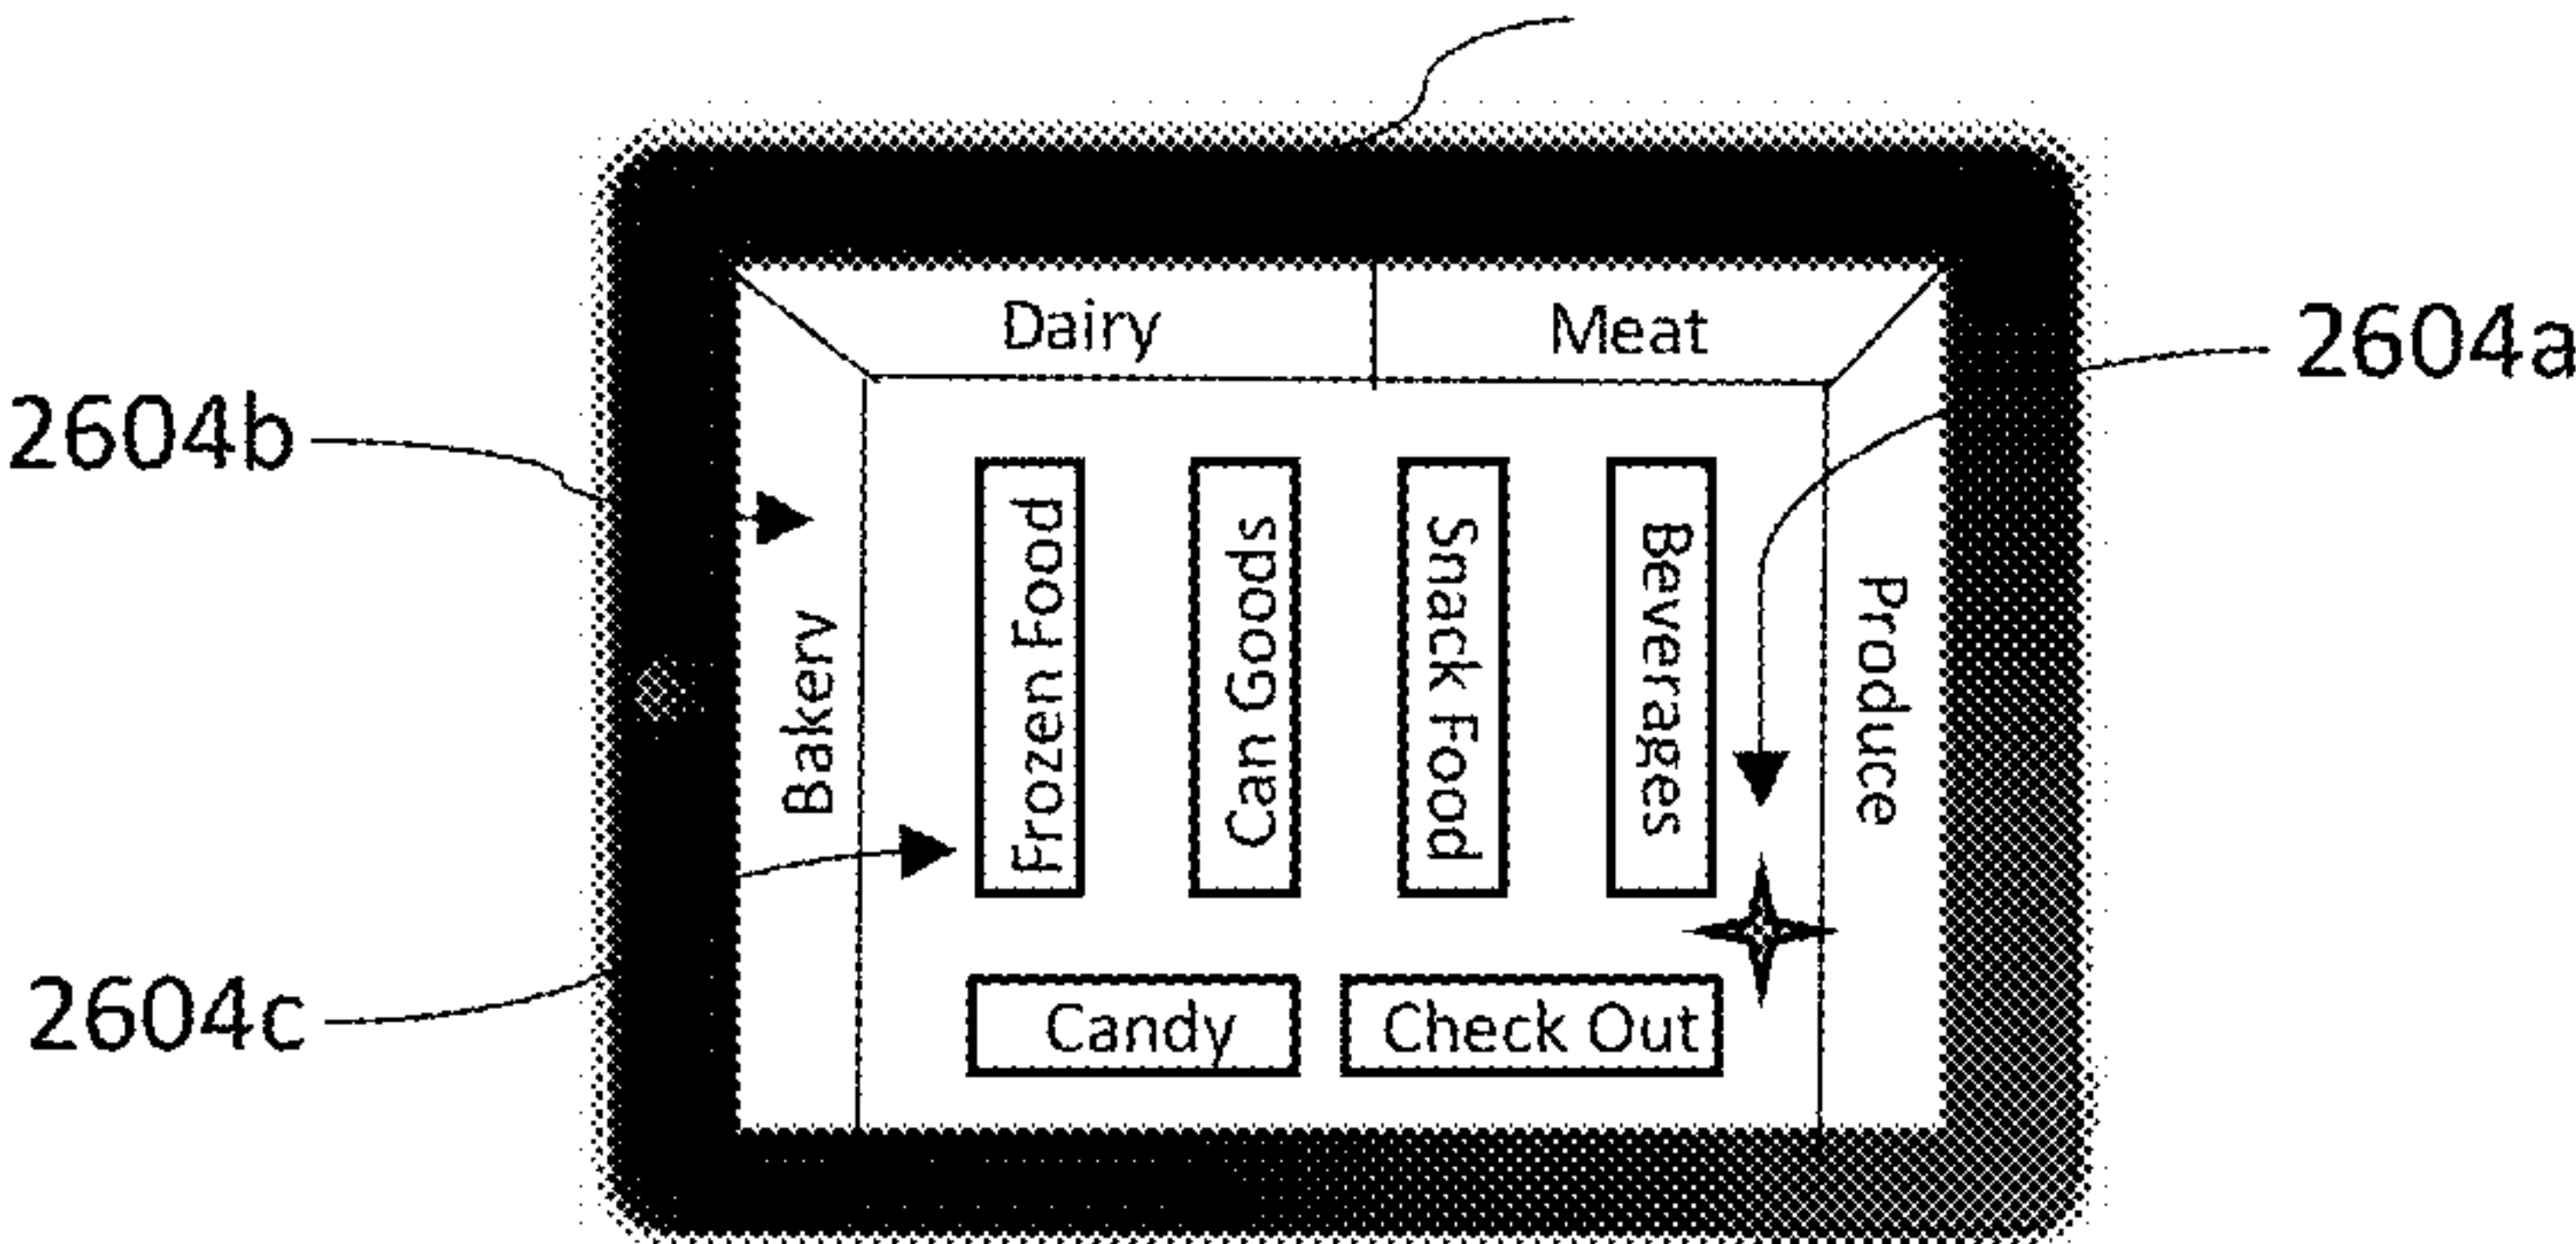 Dairy
Meat
2604a
2604b
Bakery
Frozen Food
Can Goods
Snack Food
Beverages
Produce
2604c
Candy
Check Out